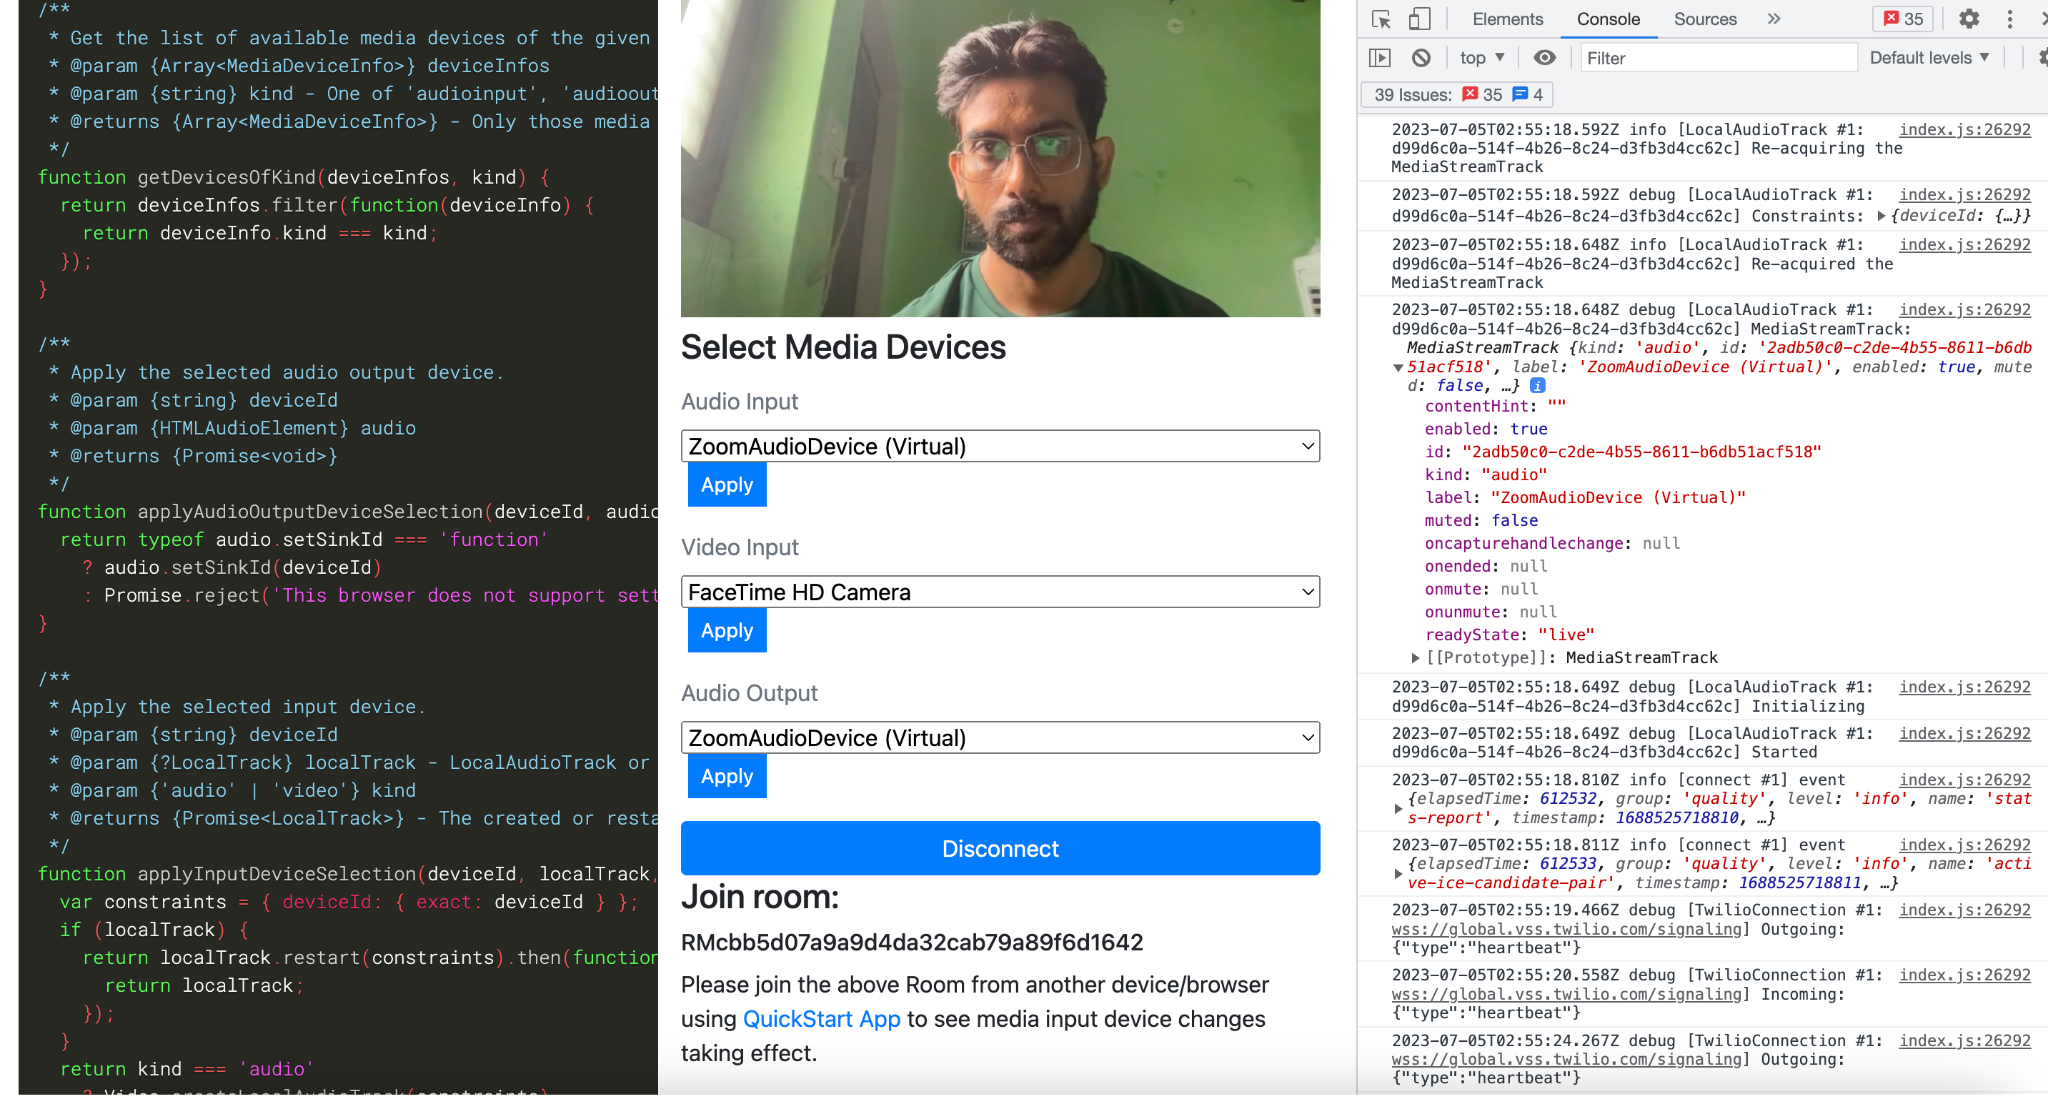 /**
* Get the list of available media devices of the given
* @param {Array<MediaDeviceInfo>} deviceInfos
* @param {string} kind - One of 'audioinput', 'audioout
* @returns {Array<MediaDeviceInfo>} - Only those media
*/
function getDevicesOfKind(deviceInfos, kind) {
return deviceInfos.filter(function(deviceInfo) {
return deviceInfo.kind === kind;
});
}
/**
* Apply the selected audio output device.
* @param {string} deviceId
* @param {HTMLAudioElement} audio
* @returns {Promise<void>}
*/
function applyAudioOutputDeviceSelection(deviceId, audio
return typeof audio.setSinkId === 'function'
? audio.setSinkId(deviceId)
: Promise.reject('This browser does not support sett
}
/**
* Apply the selected input device.
* @param {string} deviceId
* @param {?LocalTrack} localTrack - LocalAudioTrack or
* @param {'audio' | 'video'} kind
* @returns {Promise<LocalTrack>} - The created or resta
*/
function applyInputDeviceSelection(deviceId, localTrack,
var constraints = { deviceId: { exact: deviceId } };
if (localTrack) {
return localTrack.restart(constraints).then(function
return localTrack;
});
}
return kind === 'audio'
? Video.createLocalAudioTrack(constraints)
Select Media Devices
Audio Input
ZoomAudioDevice (Virtual)
Apply
Video Input
FaceTime HD Camera
Apply
Audio Output
ZoomAudioDevice (Virtual)
Apply
Disconnect
Join room:
RMcbb5d07a9a9d4da32cab79a89f6d1642
Please join the above Room from another device/browser
using QuickStart App to see media input device changes
taking effect.
Elements Console Sources » 35
top Filter Default levels
39 Issues: 35 4
2023-07-05T02:55:18.592Z info [LocalAudioTrack #1: index.js:26292
d99d6c0a-514f-4b26-8c24-d3fb3d4cc62c] Re-acquiring the
MediaStreamTrack
2023-07-05T02:55:18.592Z debug [LocalAudioTrack #1: index.js:26292
d99d6c0a-514f-4b26-8c24-d3fb3d4cc62c] Constraints: {deviceId: {…}}
2023-07-05T02:55:18.648Z info [LocalAudioTrack #1: index.js:26292
d99d6c0a-514f-4b26-8c24-d3fb3d4cc62c] Re-acquired the
MediaStreamTrack
2023-07-05T02:55:18.648Z debug [LocalAudioTrack #1: index.js:26292
d99d6c0a-514f-4b26-8c24-d3fb3d4cc62c] MediaStreamTrack:
MediaStreamTrack {kind: 'audio', id: '2adb50c0-c2de-4b55-8611-b6db
51acf518', label: 'ZoomAudioDevice (Virtual)', enabled: true, mute
d: false, …}
contentHint: ""
enabled: true
id: "2adb50c0-c2de-4b55-8611-b6db51acf518"
kind: "audio"
label: "ZoomAudioDevice (Virtual)"
muted: false
oncapturehandlechange: null
onended: null
onmute: null
onunmute: null
readyState: "live"
[[Prototype]]: MediaStreamTrack
2023-07-05T02:55:18.649Z debug [LocalAudioTrack #1: index.js:26292
d99d6c0a-514f-4b26-8c24-d3fb3d4cc62c] Initializing
2023-07-05T02:55:18.649Z debug [LocalAudioTrack #1: index.js:26292
d99d6c0a-514f-4b26-8c24-d3fb3d4cc62c] Started
2023-07-05T02:55:18.810Z info [connect #1] event index.js:26292
{elapsedTime: 612532, group: 'quality', level: 'info', name: 'stat
s-report', timestamp: 1688525718810, …}
2023-07-05T02:55:18.811Z info [connect #1] event index.js:26292
{elapsedTime: 612533, group: 'quality', level: 'info', name: 'acti
ve-ice-candidate-pair', timestamp: 1688525718811, …}
2023-07-05T02:55:19.466Z debug [TwilioConnection #1: index.js:26292
wss://global.vss.twilio.com/signaling] Outgoing:
{"type":"heartbeat"}
2023-07-05T02:55:20.558Z debug [TwilioConnection #1: index.js:26292
wss://global.vss.twilio.com/signaling] Incoming:
{"type":"heartbeat"}
2023-07-05T02:55:24.267Z debug [TwilioConnection #1: index.js:26292
wss://global.vss.twilio.com/signaling] Outgoing:
{"type":"heartbeat"}